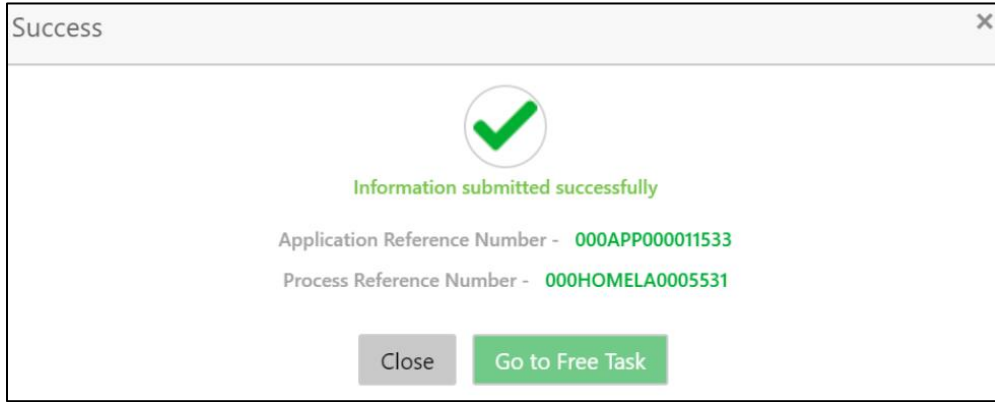 Success ×
Information submitted successfully
Application Reference Number - 000APP000011533
Process Reference Number - 000HOMELA0005531
Close Go to Free Task